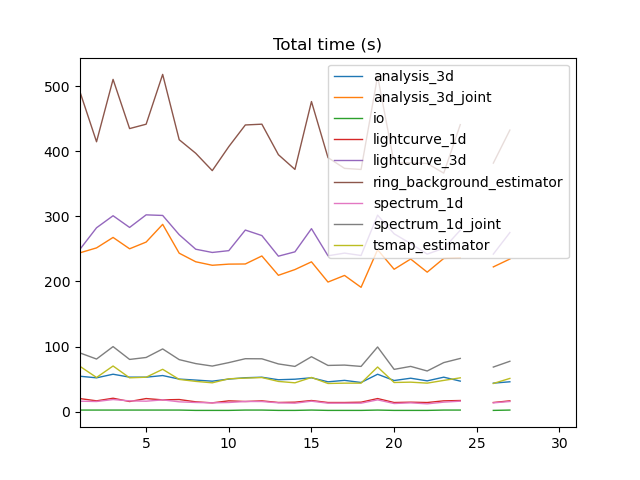 Total time (s)
500
400
300
200
100
0
analysis_3d
analysis_3d_joint
io
lightcurve_1d
lightcurve_3d
ring_background_estimator
spectrum_1d
spectrum_1d_joint
tsmap_estimator
5 10 15 20 25 30